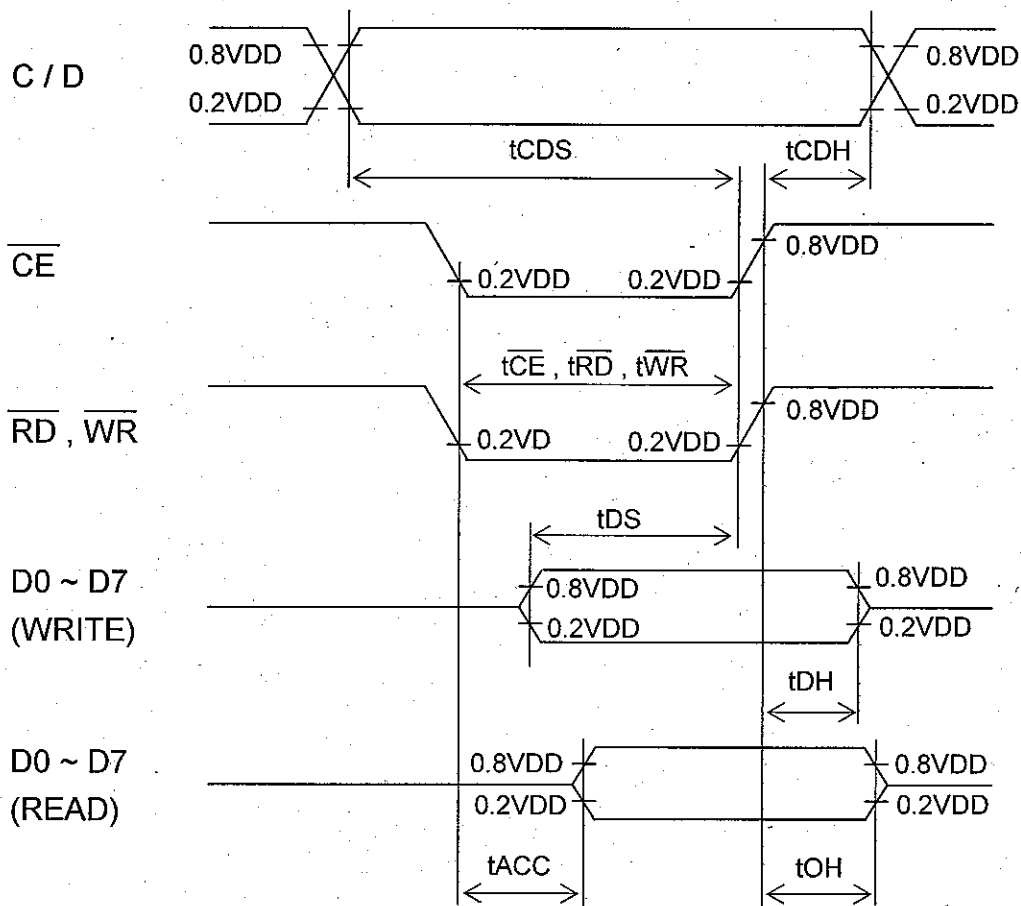 0.8VDD 0.8VDD
C / D
0.2VDD 0.2VDD
tCDS tCDH
CE 0.8VDD
0.2VDD 0.2VDD
tCE , tRD , tWR
RD , WR 0.8VDD
0.2VD 0.2VDD
tDS
D0 ~ D7 0.8VDD 0.8VDD
(WRITE) 0.2VDD 0.2VDD
tDH
D0 ~ D7 0.8VDD 0.8VDD
(READ) 0.2VDD 0.2VDD
tACC tOH